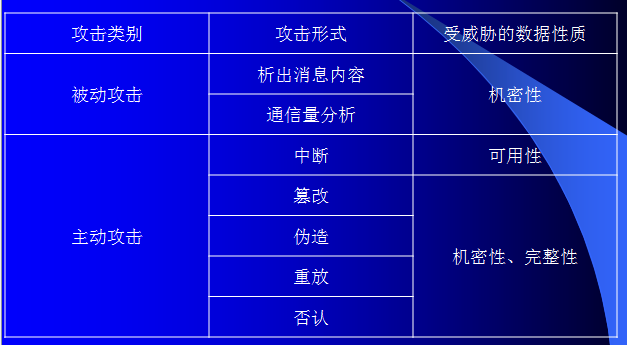 攻击类别 攻击形式 受威胁的数据性质
被动攻击 析出消息内容 机密性
通信量分析
主动攻击 中断 可用性
篡改 机密性、完整性
伪造
重放
否认